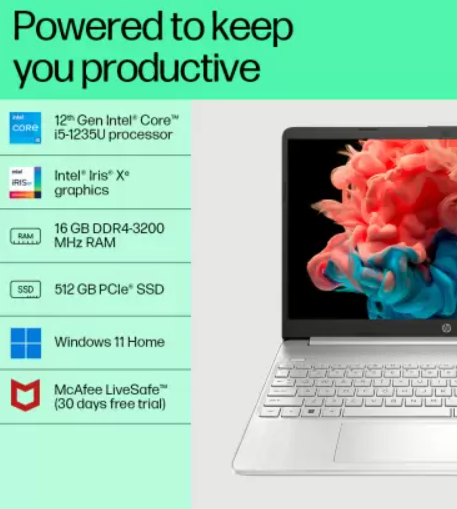 Powered to keep
you productive
intel
CORE
i5
12th Gen Intel® Core™
i5-1235U processor
intel
iRIS Xe
Intel® Iris® Xe
graphics
RAM
16 GB DDR4-3200
MHz RAM
SSD
512 GB PCIe® SSD
Windows 11 Home
McAfee LiveSafe™
(30 days free trial)
hp